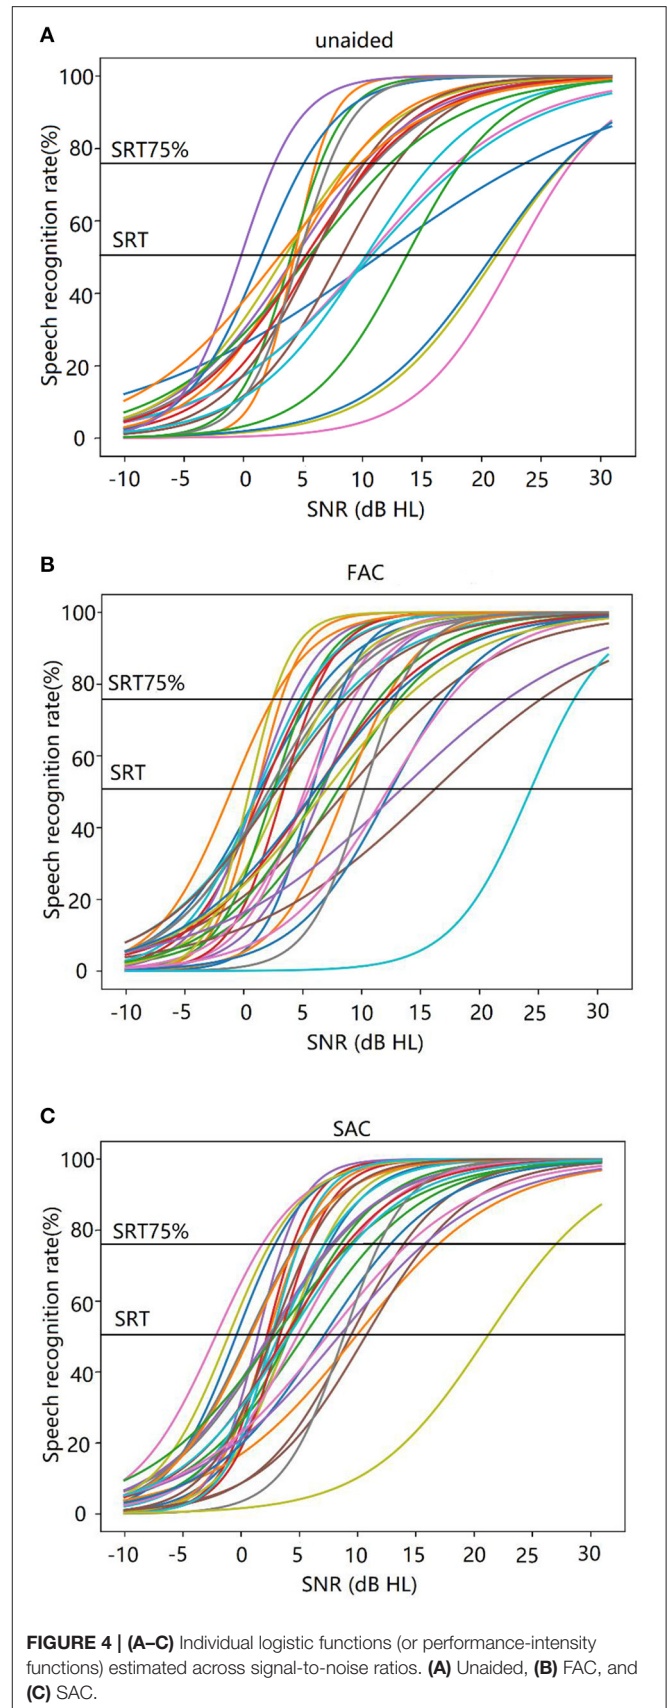 A
unaided
100
80
60
40
20
0
SRT75%
SRT
Speech recognition rate(%)
-10 -5 0 5 10 15 20 25 30
SNR (dB HL)
B
FAC
100
80
60
40
20
0
SRT75%
SRT
Speech recognition rate(%)
-10 -5 0 5 10 15 20 25 30
SNR (dB HL)
C
SAC
100
80
60
40
20
0
SRT75%
SRT
Speech recognition rate(%)
-10 -5 0 5 10 15 20 25 30
SNR (dB HL)
FIGURE 4 | (A–C) Individual logistic functions (or performance-intensity
functions) estimated across signal-to-noise ratios. (A) Unaided, (B) FAC, and
(C) SAC.